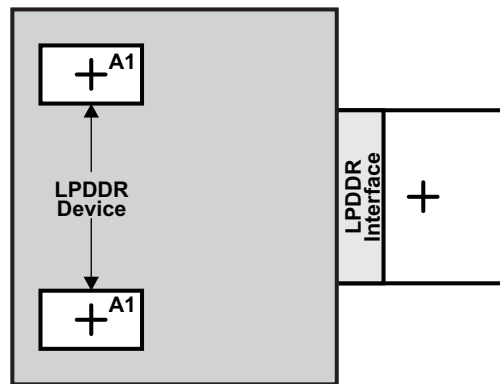 A1
LPDDR
Device
LPDDR
Interface
A1